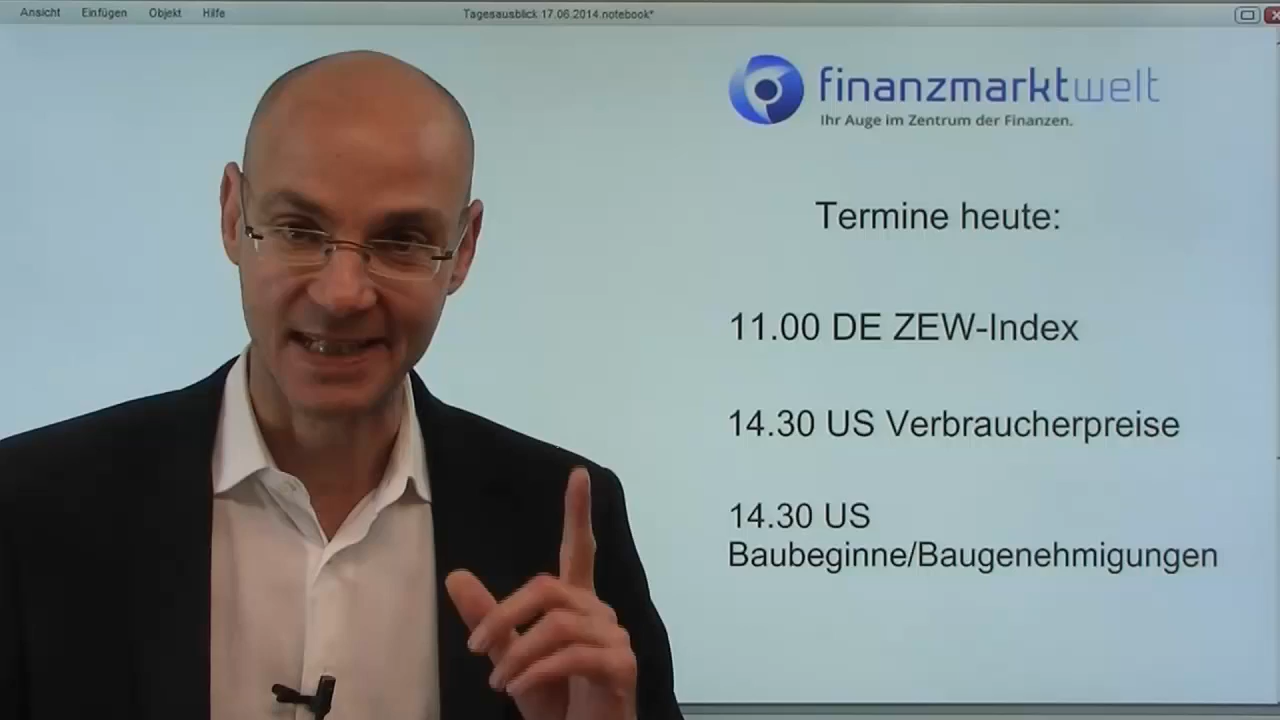 Ansicht Einfügen Objekt Hilfe Tagesausblick 17.06.2014.notebook*
finanzmarktwelt
Ihr Auge im Zentrum der Finanzen.
Termine heute:
11.00 DE ZEW-Index
14.30 US Verbraucherpreise
14.30 US
Baubeginne/Baugenehmigungen